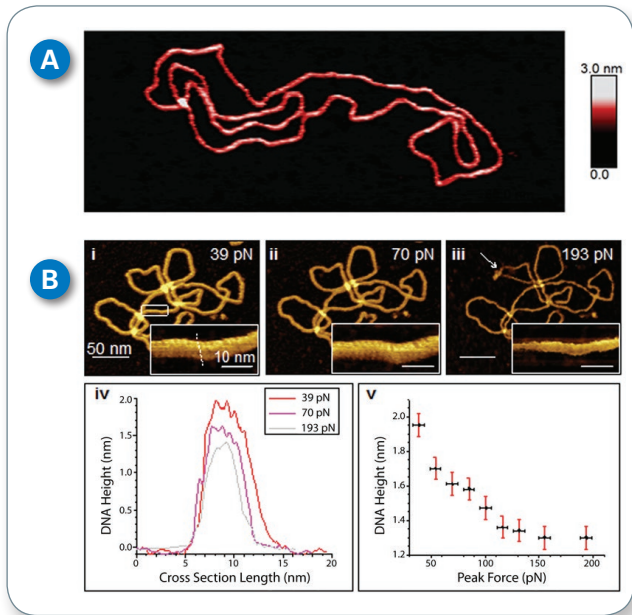 A
3.0 nm
0.0
B
i
39 pN
50 nm
10 nm
ii
70 pN
iii
193 pN
iv
2.0
1.5
1.0
0.5
0.0
DNA Height (nm)
39 pN
70 pN
193 pN
0
5
10
15
20
Cross Section Length (nm)
v
2.0
1.8
1.6
1.4
1.2
DNA Height (nm)
50
100
150
200
Peak Force (pN)